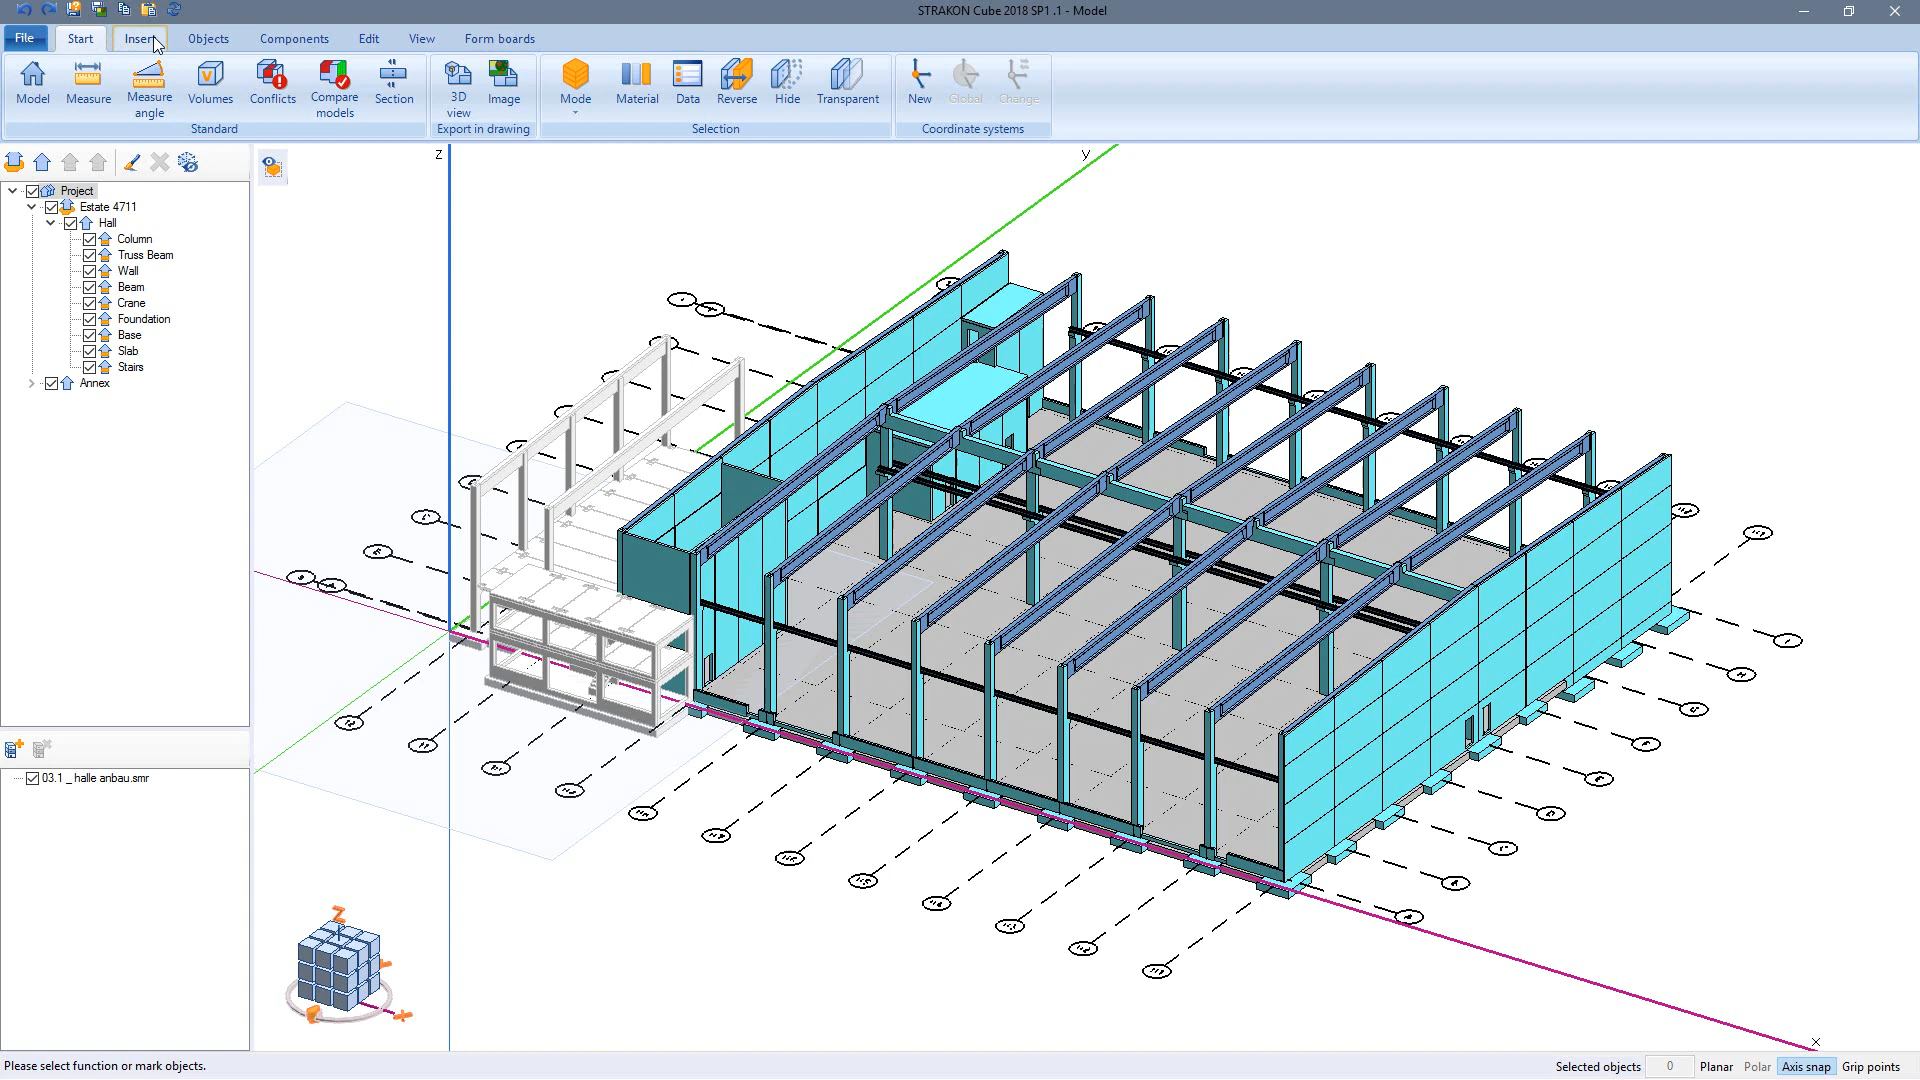 STRAKON Cube 2018 SP1 .1 - Model
File Start Insert Objects Components Edit View Form boards
Model Measure Measure angle Volumes Conflicts Compare models Section 3D view Image Mode Material Data Reverse Hide Transparent New Global Change
Standard Export in drawing Selection Coordinate systems
Z
y
Project
Estate 4711
Hall
Column
Truss Beam
Wall
Beam
Crane
Foundation
Base
Slab
Stairs
Annex
03.1 _ halle anbau.smr
Z
x
Please select function or mark objects.
Selected objects 0 Planar Polar Axis snap Grip points